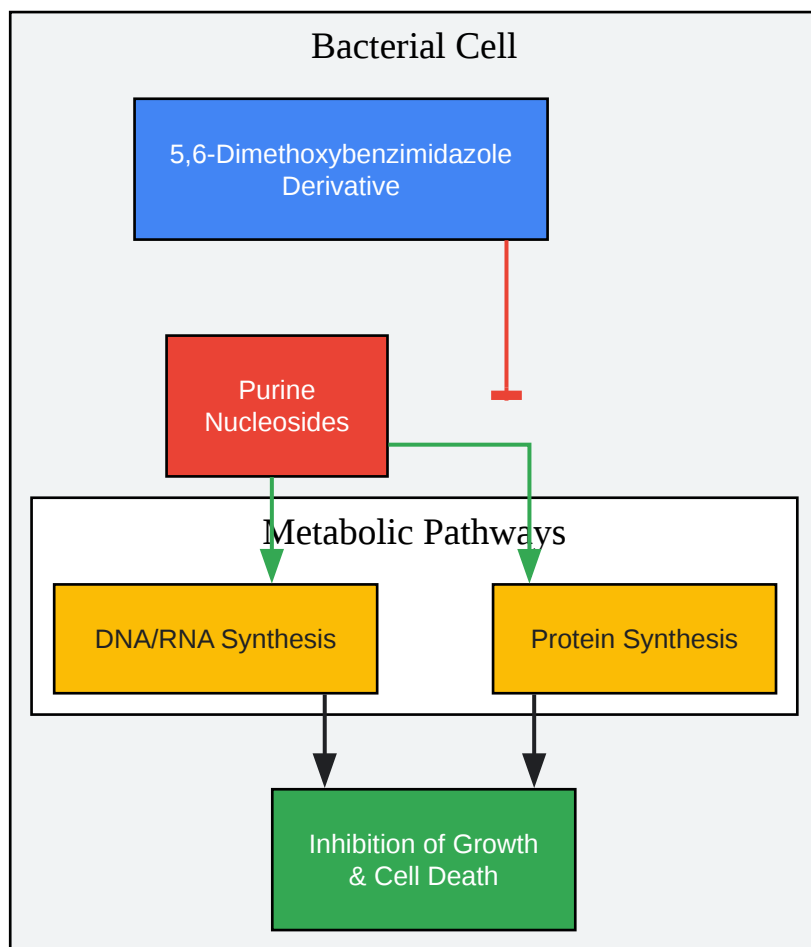 Bacterial Cell
5,6-Dimethoxybenzimidazole
Derivative
Purine
Nucleosides
Metabolic Pathways
DNA/RNA Synthesis
Protein Synthesis
Inhibition of Growth
& Cell Death